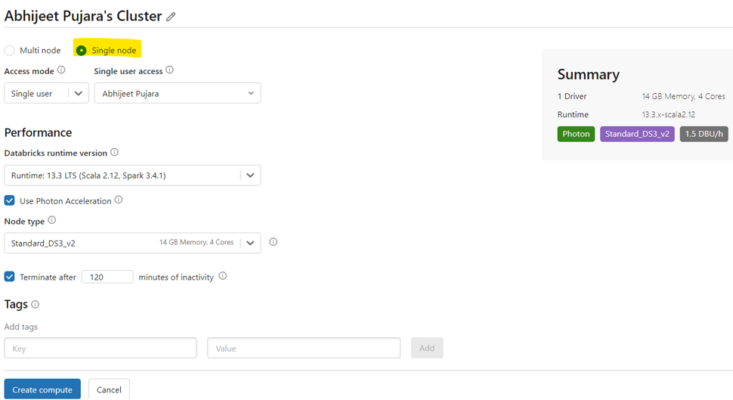 Abhijeet Pujara's Cluster
Multi node Single node
Access mode Single user access
Single user Abhijeet Pujara
Performance
Databricks runtime version
Runtime: 13.3 LTS (Scala 2.12, Spark 3.4.1)
Use Photon Acceleration
Node type
Standard_DS3_v2 14 GB Memory, 4 Cores
Terminate after 120 minutes of inactivity
Tags
Add tags
Key Value Add
Create compute Cancel
Summary
1 Driver 14 GB Memory, 4 Cores
Runtime 13.3.x-scala2.12
Photon Standard_DS3_v2 1.5 DBU/h